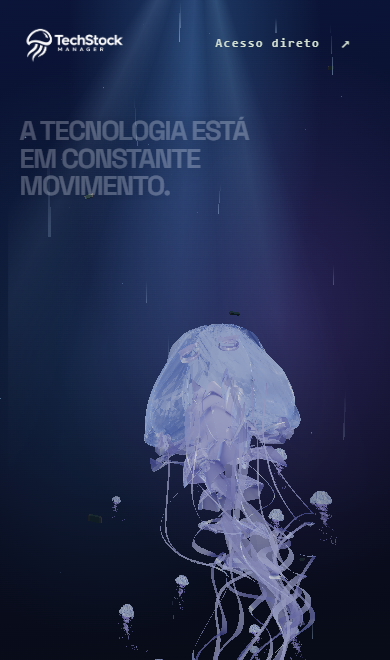 TechStock
MANAGER
Acesso direto ↗
A TECNOLOGIA ESTÁ
EM CONSTANTE
MOVIMENTO.